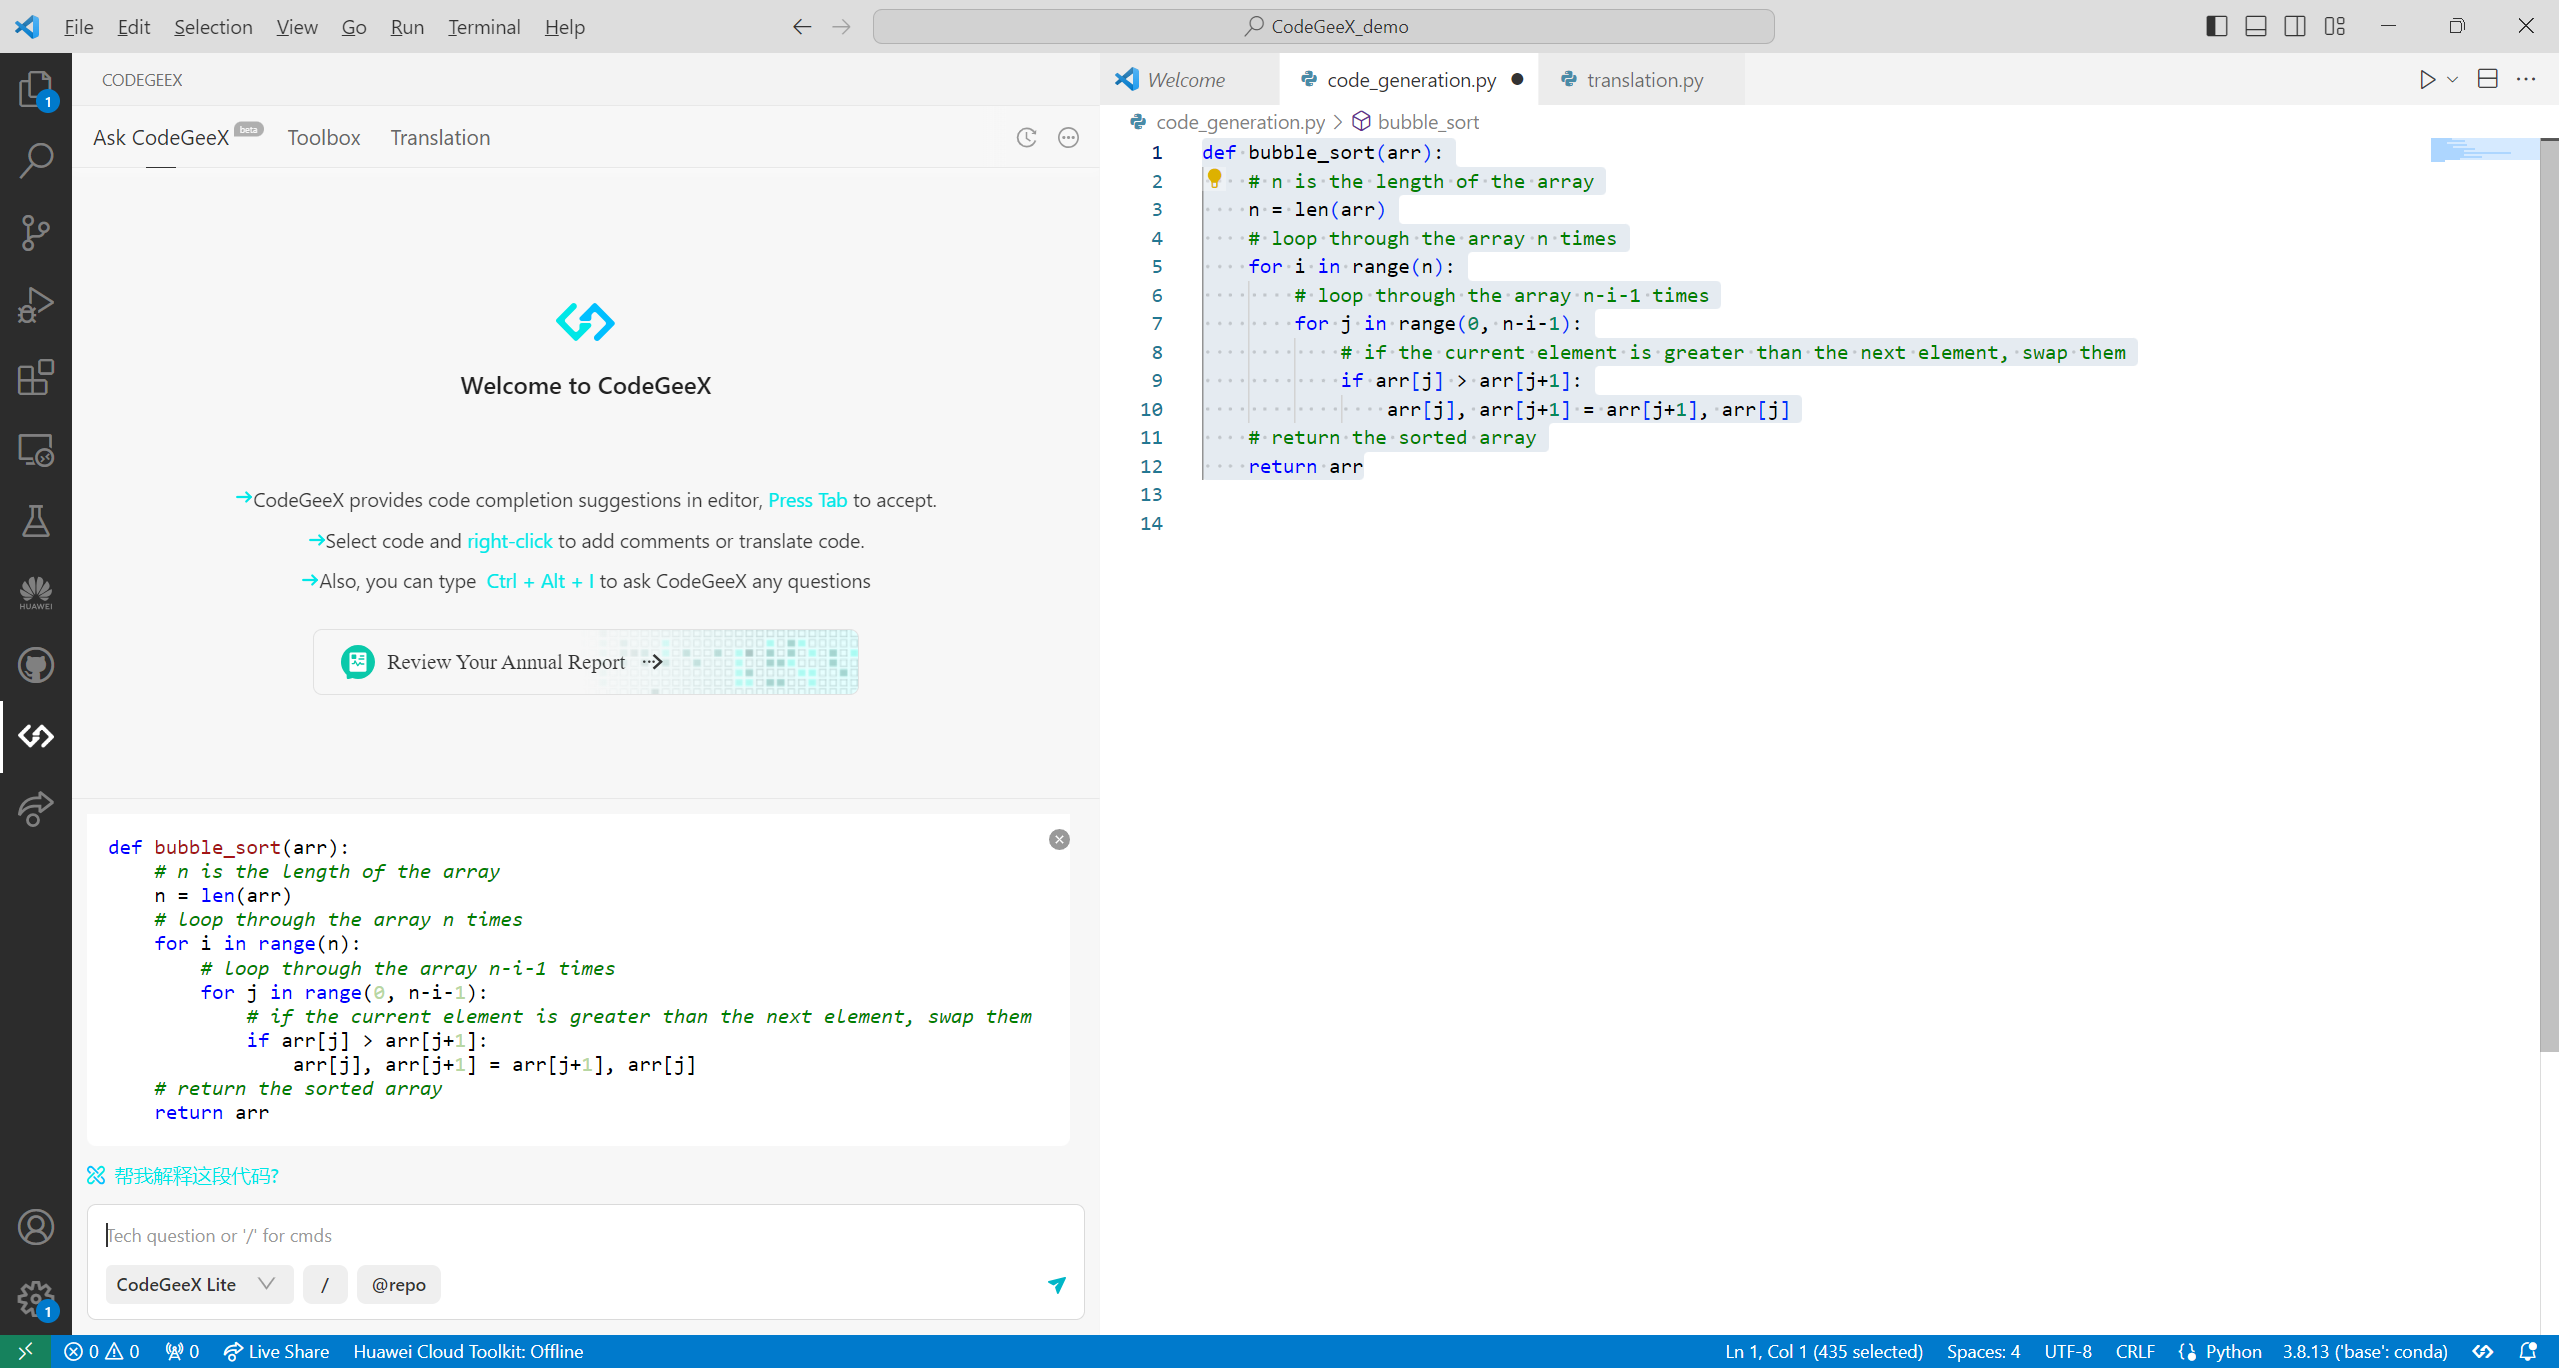 File Edit Selection View Go Run Terminal Help
CodeGeeX_demo
CODEGEEX
Ask CodeGeeX beta Toolbox Translation
Welcome to CodeGeeX
CodeGeeX provides code completion suggestions in editor, Press Tab to accept.
Select code and right-click to add comments or translate code.
Also, you can type Ctrl + Alt + I to ask CodeGeeX any questions
Review Your Annual Report
def bubble_sort(arr):
# n is the length of the array
n = len(arr)
# loop through the array n times
for i in range(n):
# loop through the array n-i-1 times
for j in range(0, n-i-1):
# if the current element is greater than the next element, swap them
if arr[j] > arr[j+1]:
arr[j], arr[j+1] = arr[j+1], arr[j]
# return the sorted array
return arr
帮我解释这段代码?
Tech question or '/' for cmds
CodeGeeX Lite / @repo
Welcome code_generation.py translation.py
code_generation.py > bubble_sort
1 def bubble_sort(arr):
2 # n is the length of the array
3 n = len(arr)
4 # loop through the array n times
5 for i in range(n):
6 # loop through the array n-i-1 times
7 for j in range(0, n-i-1):
8 # if the current element is greater than the next element, swap them
9 if arr[j] > arr[j+1]:
10 arr[j], arr[j+1] = arr[j+1], arr[j]
11 # return the sorted array
12 return arr
13
14
1
HUAWEI
1
0 0 0 Live Share Huawei Cloud Toolkit: Offline
Ln 1, Col 1 (435 selected) Spaces: 4 UTF-8 CRLF Python 3.8.13 ('base': conda)